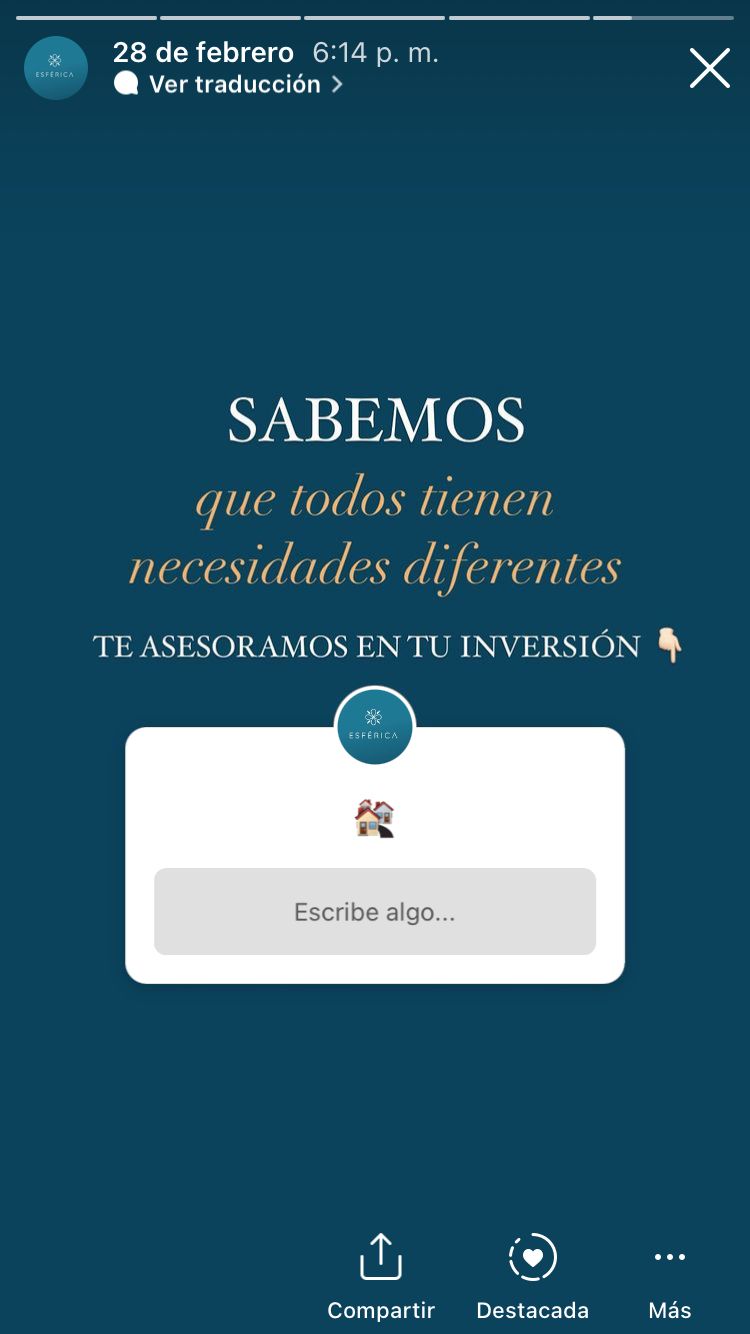 28 de febrero 6:14 p. m.
ESFÉRICA
Ver traducción
SABEMOS
que todos tienen
necesidades diferentes
TE ASESORAMOS EN TU INVERSIÓN
ESFÉRICA
Escribe algo...
Compartir Destacada Más